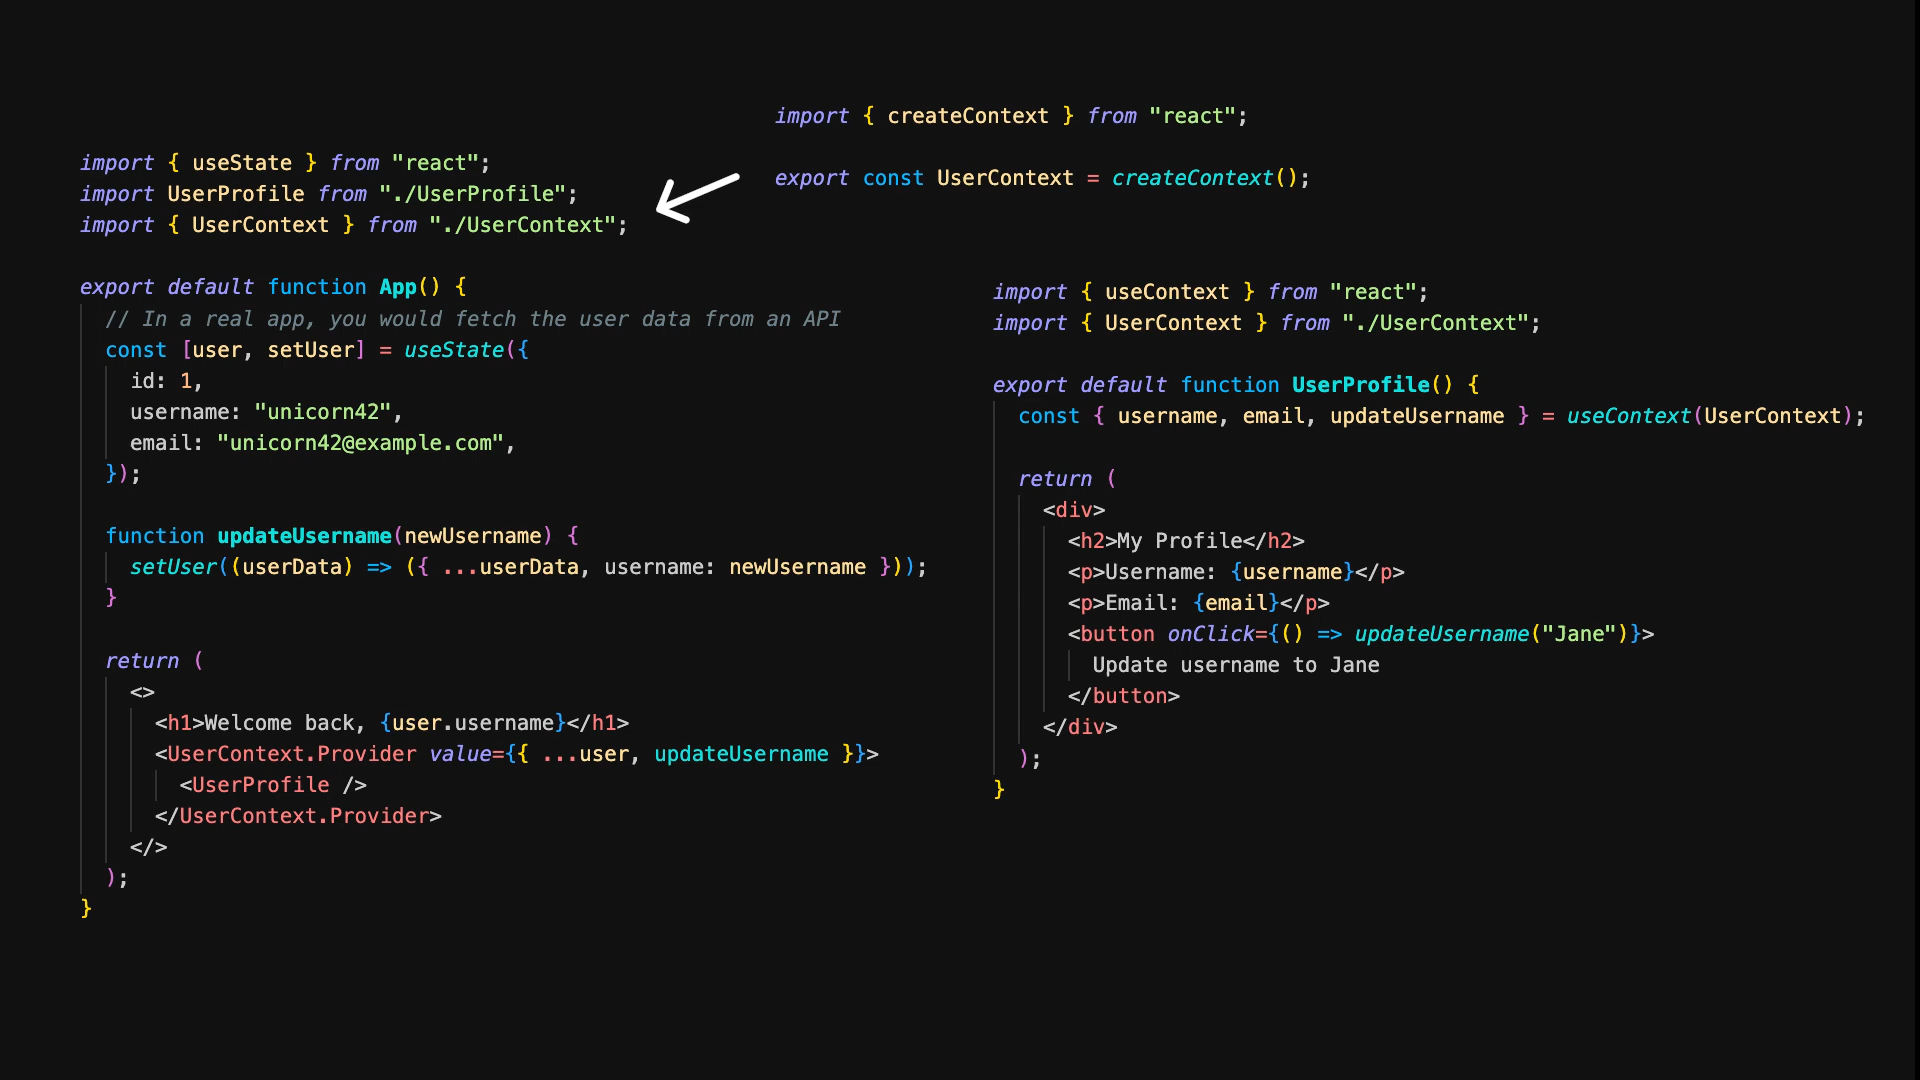 import { createContext } from "react";
export const UserContext = createContext();
import { useState } from "react";
import UserProfile from "./UserProfile";
import { UserContext } from "./UserContext";
export default function App() {
// In a real app, you would fetch the user data from an API
const [user, setUser] = useState({
id: 1,
username: "unicorn42",
email: "unicorn42@example.com",
});
function updateUsername(newUsername) {
setUser((userData) => ({ ...userData, username: newUsername }));
}
return (
<>
<h1>Welcome back, {user.username}</h1>
<UserContext.Provider value={{ ...user, updateUsername }}>
<UserProfile />
</UserContext.Provider>
</>
);
}
import { useContext } from "react";
import { UserContext } from "./UserContext";
export default function UserProfile() {
const { username, email, updateUsername } = useContext(UserContext);
return (
<div>
<h2>My Profile</h2>
<p>Username: {username}</p>
<p>Email: {email}</p>
<button onClick={() => updateUsername("Jane")}>
Update username to Jane
</button>
</div>
);
}